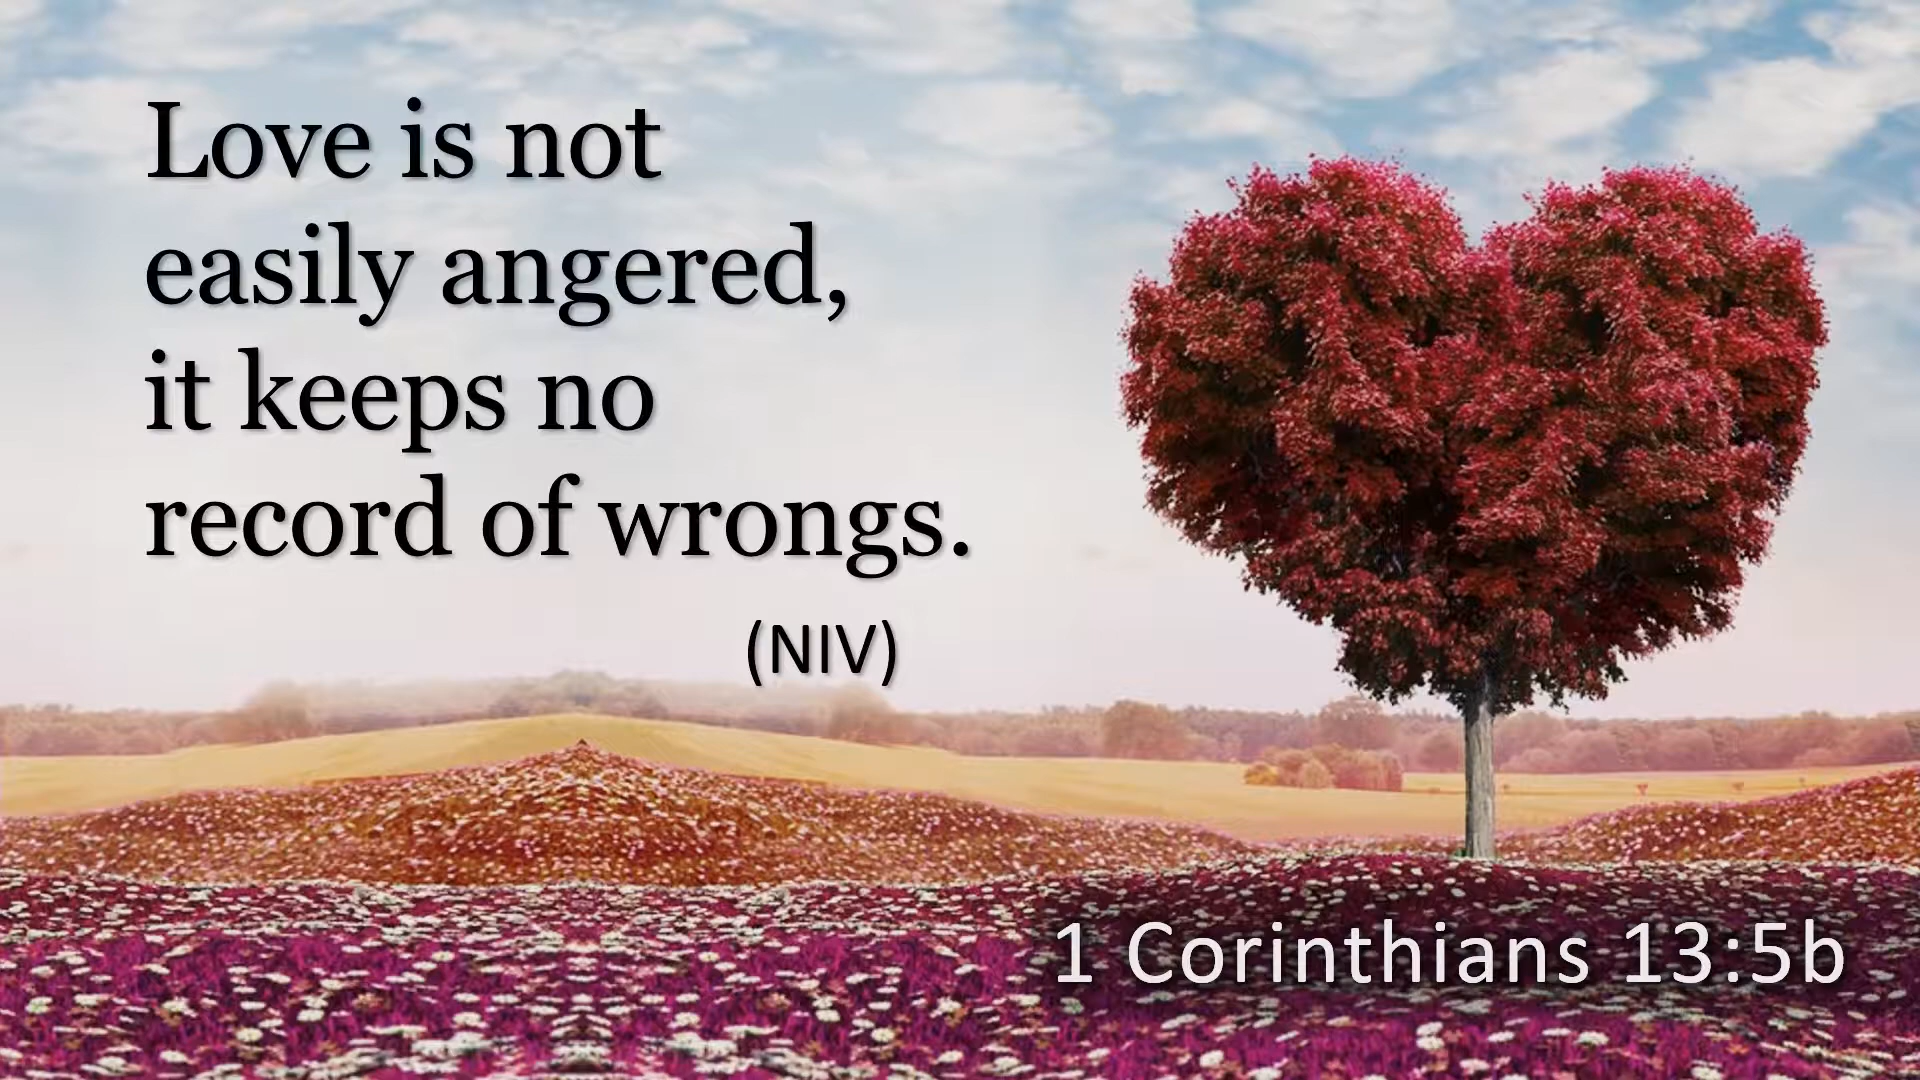 Love is not
easily angered,
it keeps no
record of wrongs.
(NIV)
1 Corinthians 13:5b